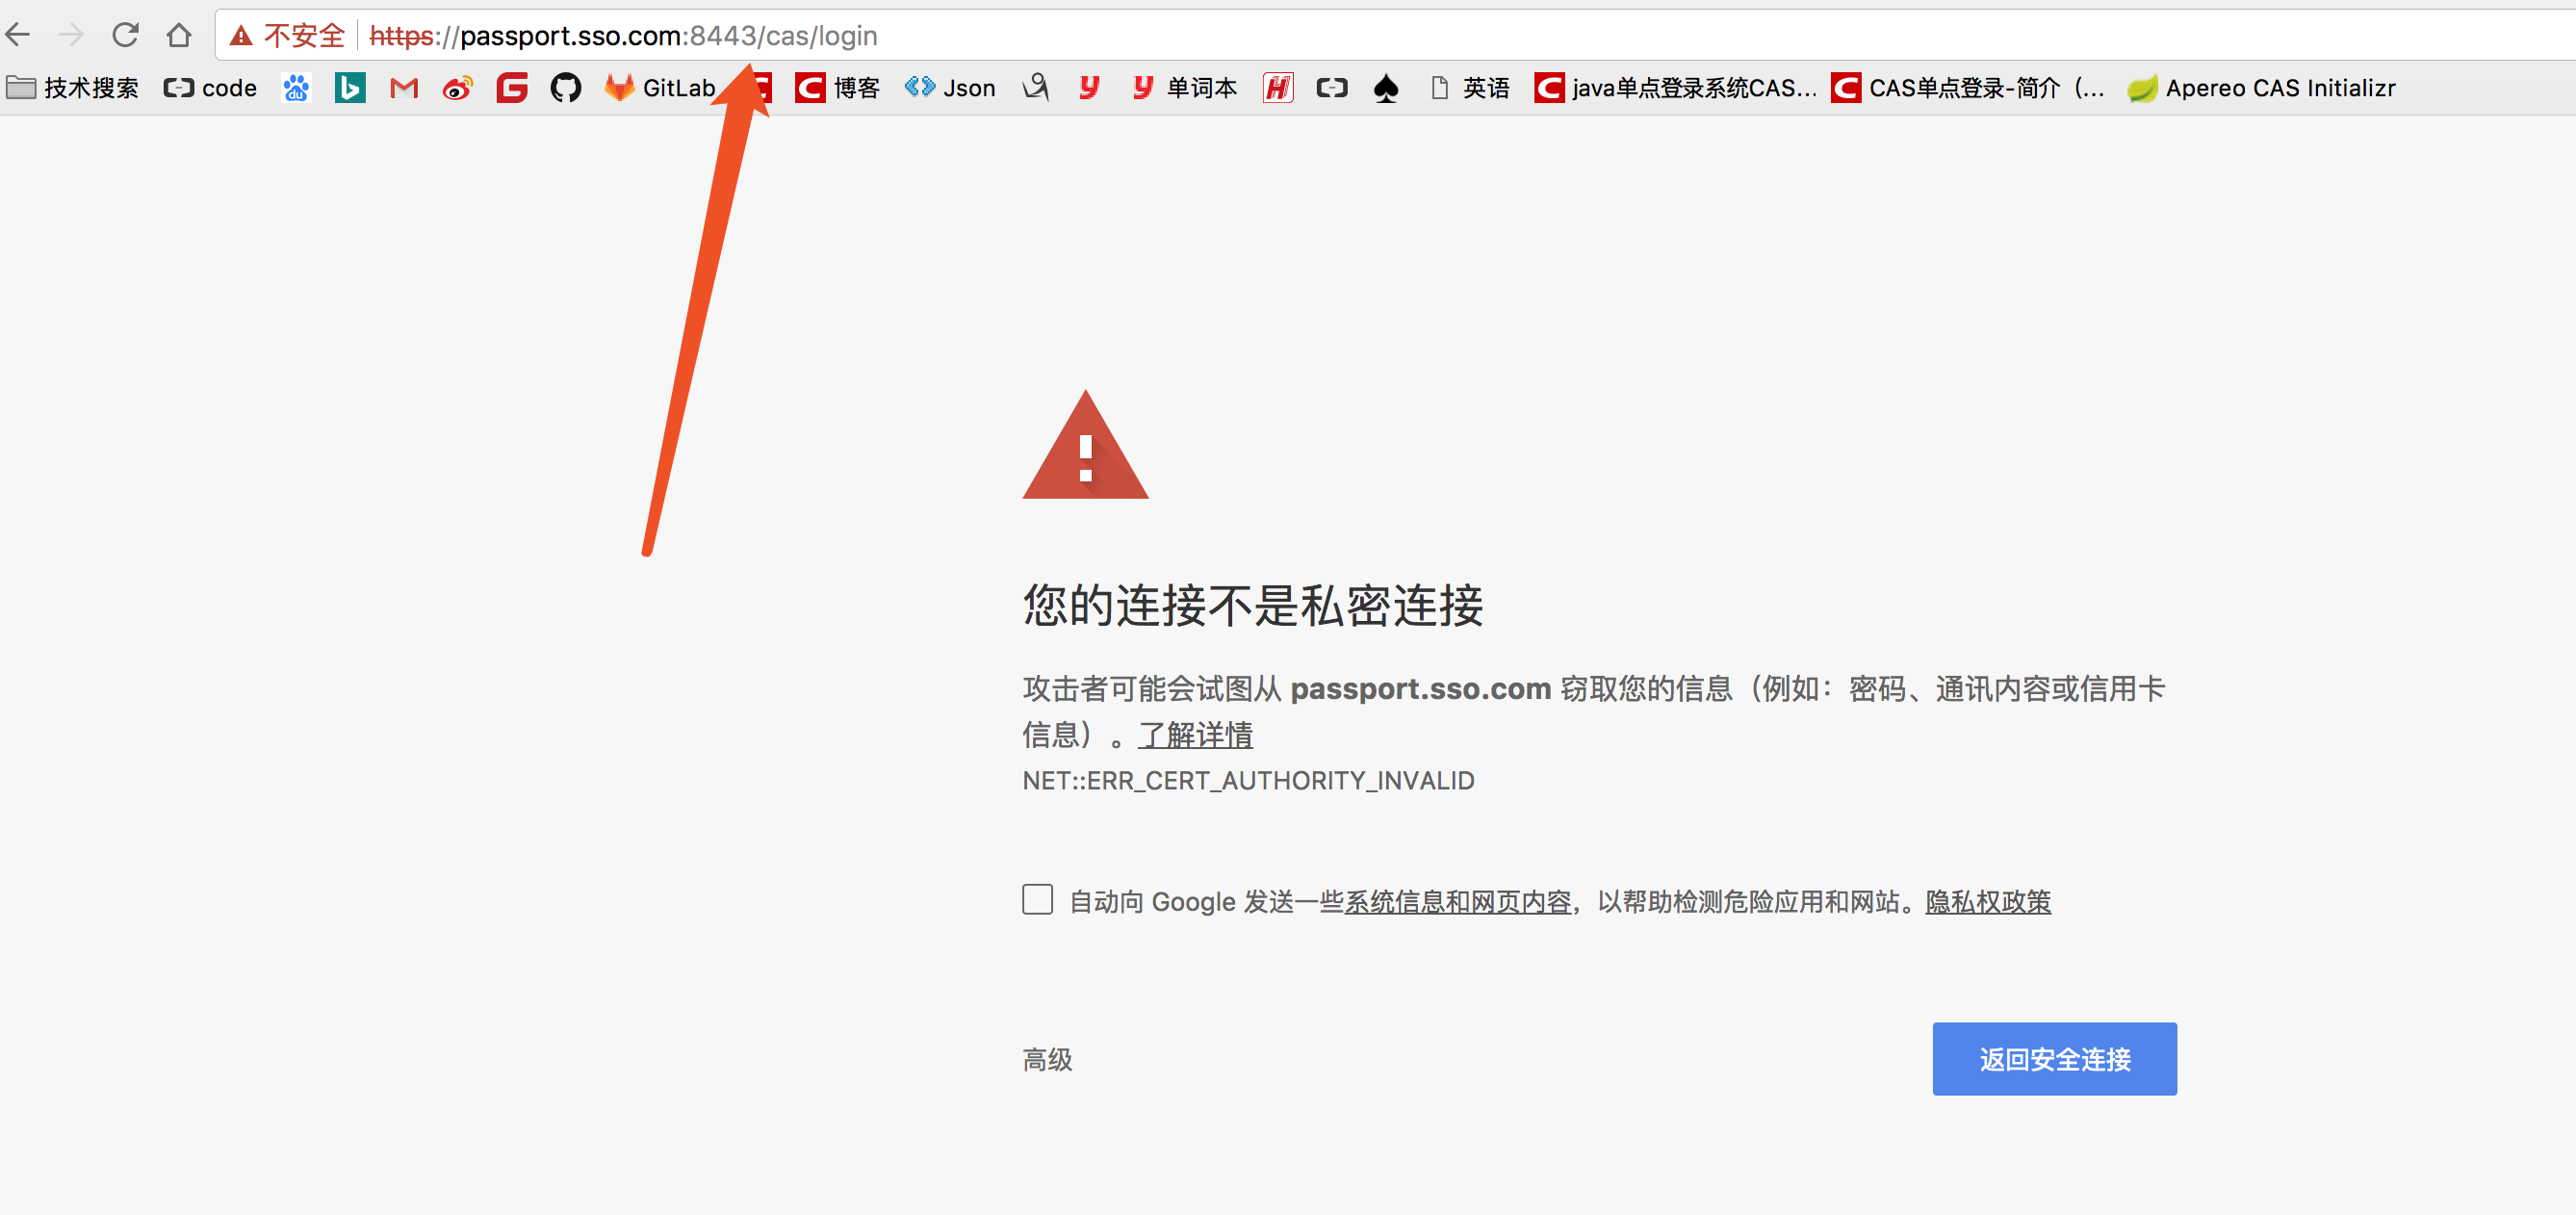 不安全 https://passport.sso.com:8443/cas/login
技术搜索 code GitLab 博客 Json 单词本 英语 java单点登录系统CAS... CAS单点登录-简介（... Apereo CAS Initializr
您的连接不是私密连接
攻击者可能会试图从 passport.sso.com 窃取您的信息（例如：密码、通讯内容或信用卡
信息）。了解详情
NET::ERR_CERT_AUTHORITY_INVALID
自动向 Google 发送一些系统信息和网页内容，以帮助检测危险应用和网站。隐私权政策
高级
返回安全连接